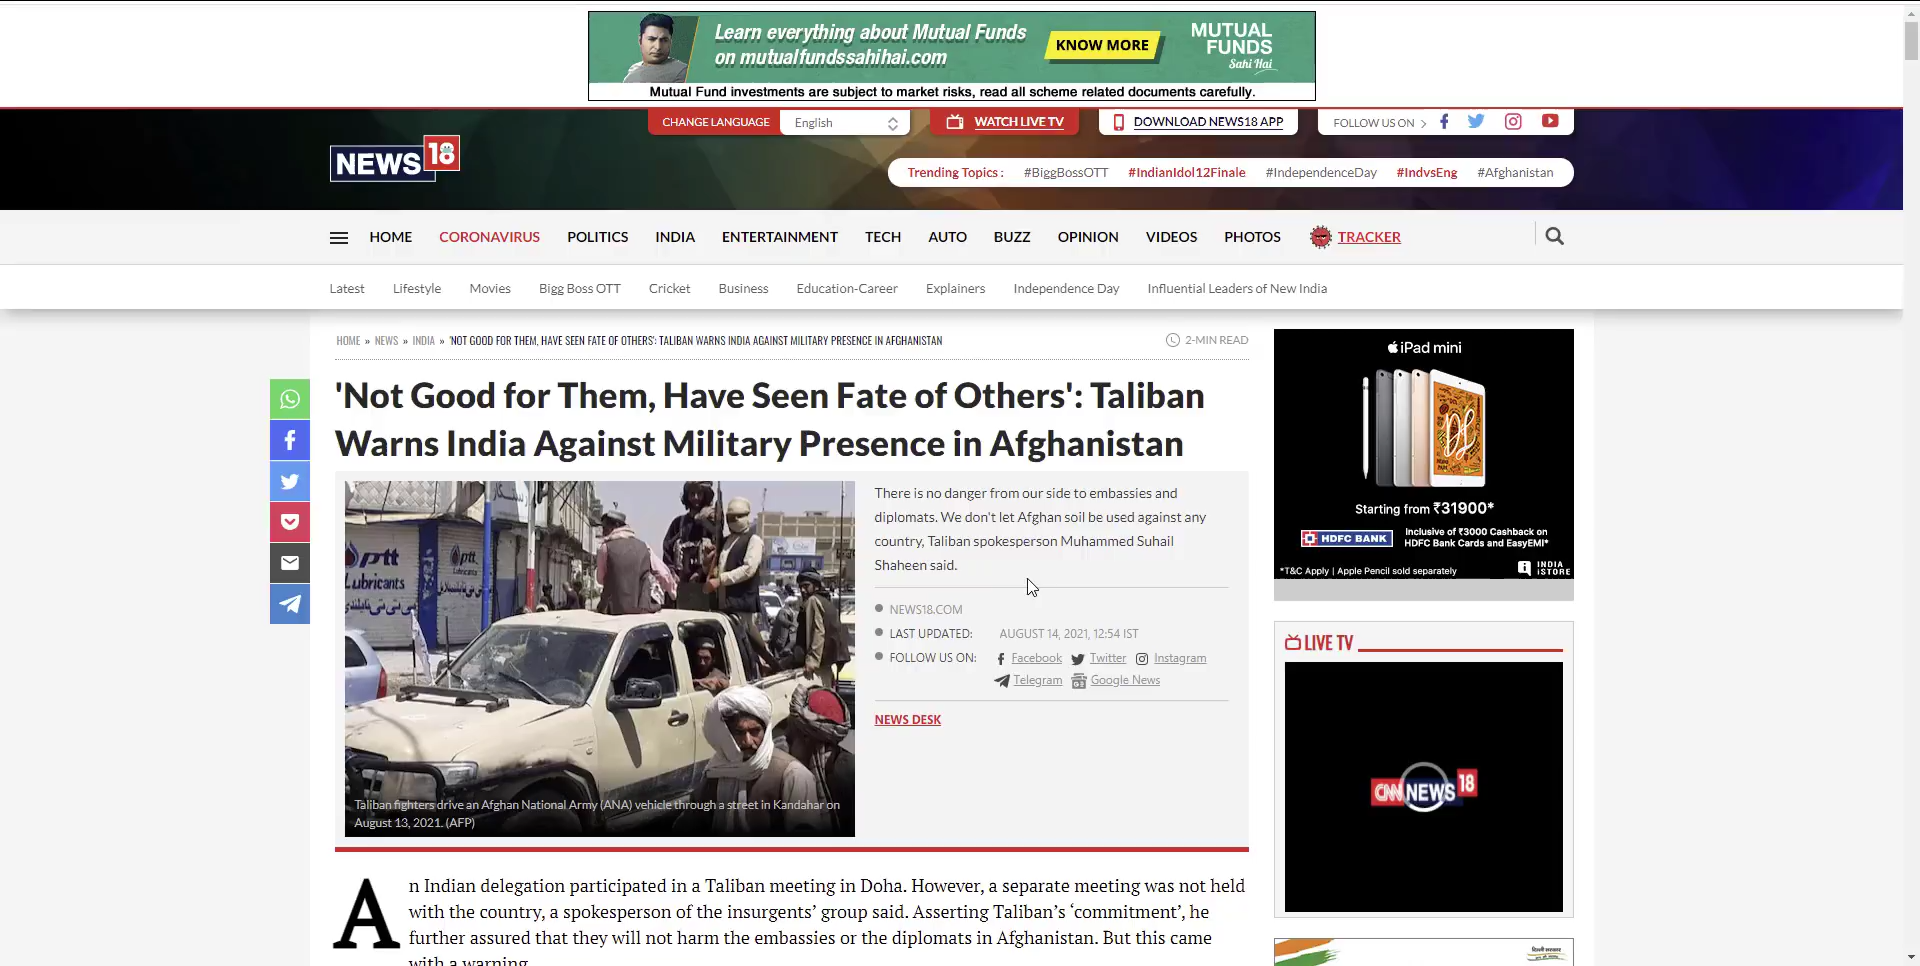 Learn everything about Mutual Funds
on mutualfundssahihai.com
KNOW MORE
MUTUAL
FUNDS
Sahi Hai
Mutual Fund investments are subject to market risks, read all scheme related documents carefully.
CHANGE LANGUAGE
English
WATCH LIVE TV
DOWNLOAD NEWS18 APP
FOLLOW US ON >
NEWS 18
Trending Topics :
#BiggBossOTT
#IndianIdol12Finale
#IndependenceDay
#IndvsEng
#Afghanistan
HOME
CORONAVIRUS
POLITICS
INDIA
ENTERTAINMENT
TECH
AUTO
BUZZ
OPINION
VIDEOS
PHOTOS
TRACKER
Latest
Lifestyle
Movies
Bigg Boss OTT
Cricket
Business
Education-Career
Explainers
Independence Day
Influential Leaders of New India
HOME » NEWS » INDIA » 'NOT GOOD FOR THEM, HAVE SEEN FATE OF OTHERS': TALIBAN WARNS INDIA AGAINST MILITARY PRESENCE IN AFGHANISTAN
2-MIN READ
'Not Good for Them, Have Seen Fate of Others': Taliban
Warns India Against Military Presence in Afghanistan
ptt
Lubricants
Taliban fighters drive an Afghan National Army (ANA) vehicle through a street in Kandahar on
August 13, 2021. (AFP)
There is no danger from our side to embassies and
diplomats. We don't let Afghan soil be used against any
country, Taliban spokesperson Muhammed Suhail
Shaheen said.
NEWS18.COM
LAST UPDATED: AUGUST 14, 2021, 12:54 IST
FOLLOW US ON: Facebook Twitter Instagram
Telegram Google News
NEWS DESK
An Indian delegation participated in a Taliban meeting in Doha. However, a separate meeting was not held
with the country, a spokesperson of the insurgents’ group said. Asserting Taliban’s ‘commitment’, he
further assured that they will not harm the embassies or the diplomats in Afghanistan. But this came
with a warning.
iPad mini
Starting from ₹31900*
HDFC BANK
Inclusive of ₹3000 Cashback on
HDFC Bank Cards and EasyEMI*
*T&C Apply | Apple Pencil sold separately
INDIA
iSTORE
LIVE TV
CNN NEWS 18